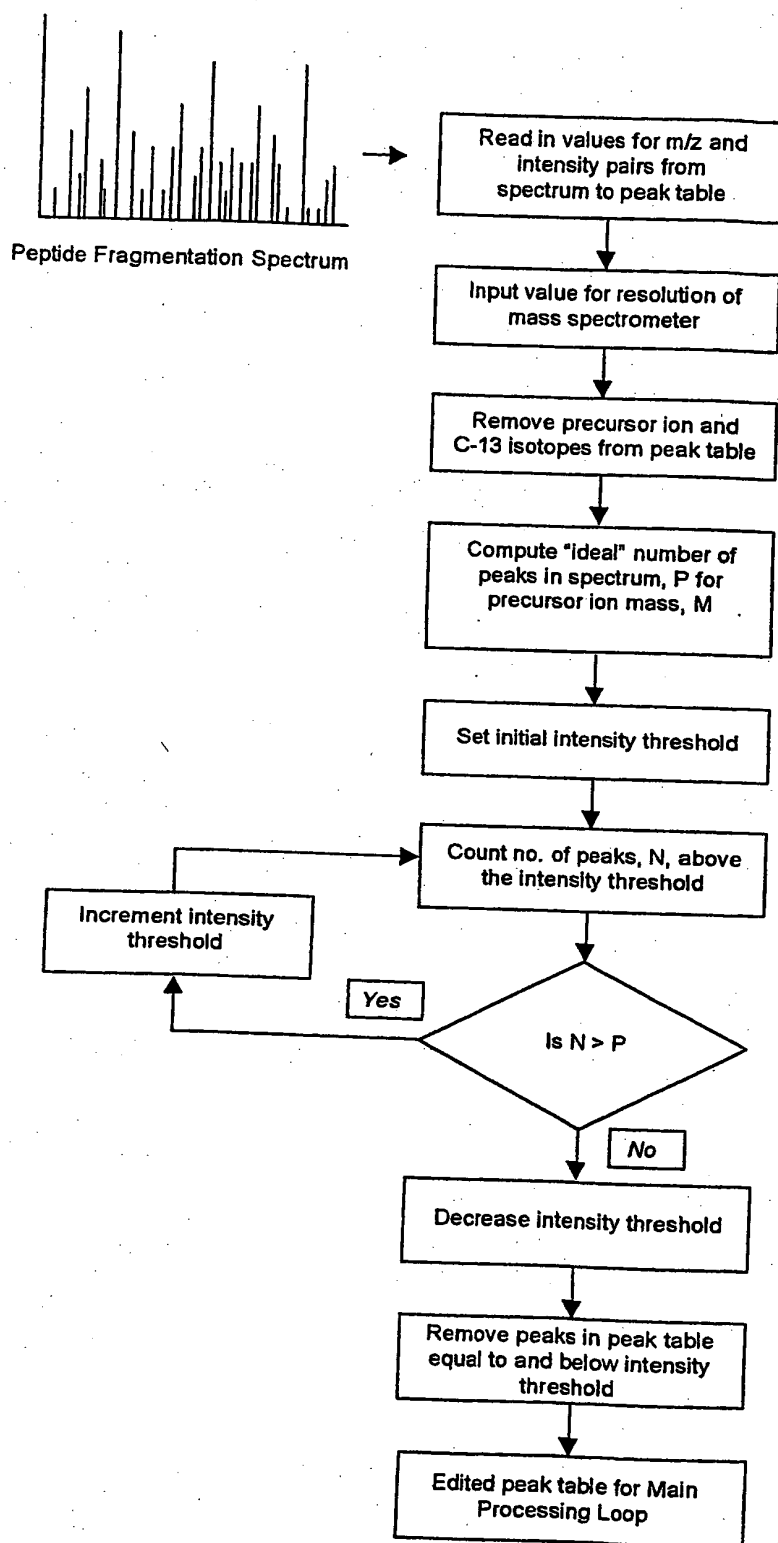 Peptide Fragmentation Spectrum
Read in values for m/z and
intensity pairs from
spectrum to peak table
Input value for resolution of
mass spectrometer
Remove precursor ion and
C-13 isotopes from peak table
Compute "ideal" number of
peaks in spectrum, P for
precursor ion mass, M
Set initial intensity threshold
Count no. of peaks, N, above
the intensity threshold
Increment intensity
threshold
Yes
Is N > P
No
Decrease intensity threshold
Remove peaks in peak table
equal to and below intensity
threshold
Edited peak table for Main
Processing Loop